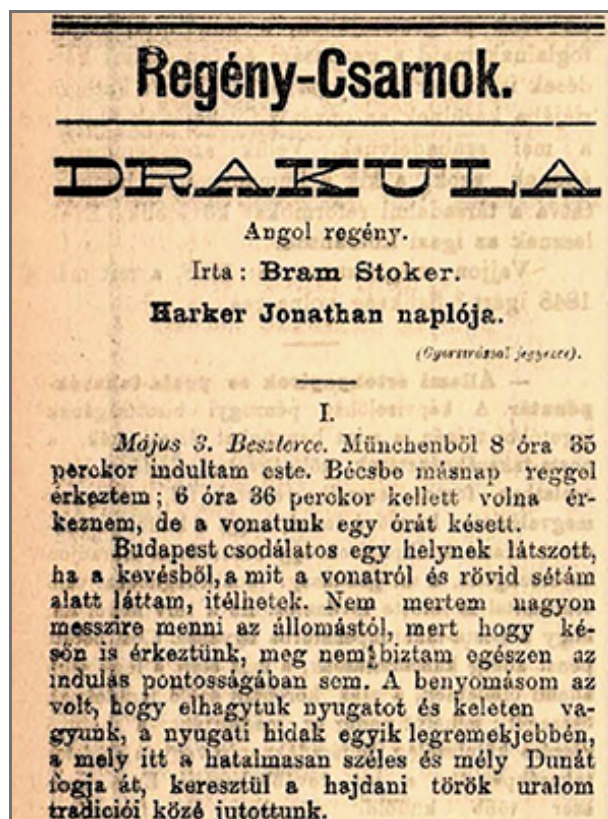 Regény-Csarnok.
DRAKULA
Angol regény.
Irta: Bram Stoker.
Harker Jonathan naplója.
(Gyorsirással jegyezte).
I.
Május 3. Beszterce. Münchenből 8 óra 35
perckor indultam este. Bécsbe másnap reggel
érkeztem; 6 óra 36 perckor kellett volna ér-
keznem, de a vonatunk egy órát késett.
Budapest csodálatos egy helynek látszott,
ha a kevésből, a mit a vonatról és rövid sétám
alatt láttam, itélhetek. Nem mertem nagyon
messzire menni az állomástól, mert hogy ké-
sőn is érkeztünk, meg nem biztam egészen az
indulás pontosságában sem. A benyomásom az
volt, hogy elhagytuk nyugatot és keleten va-
gyunk, a nyugati hidak egyik legremekjebbén,
a mely itt a hatalmasan széles és mély Dunát
fogja át, keresztül a hajdani török uralom
tradiciói közé jutottunk.